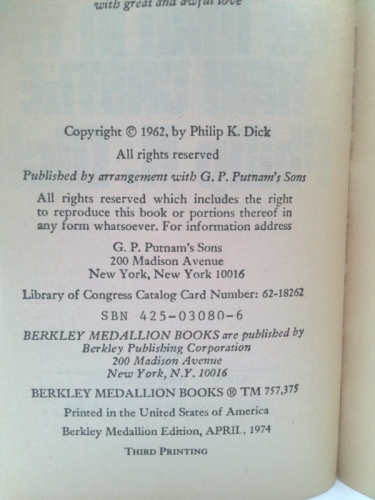 with great and awful love
Copyright © 1962, by Philip K. Dick
All rights reserved
Published by arrangement with G. P. Putnam's Sons
All rights reserved which includes the right
to reproduce this book or portions thereof in
any form whatsoever. For information address
G. P. Putnam's Sons
200 Madison Avenue
New York, New York 10016
Library of Congress Catalog Card Number: 62-18262
SBN 425-03080-6
BERKLEY MEDALLION BOOKS are published by
Berkley Publishing Corporation
200 Madison Avenue
New York, N.Y. 10016
BERKLEY MEDALLION BOOKS ® TM 757,375
Printed in the United States of America
Berkley Medallion Edition, APRIL, 1974
THIRD PRINTING